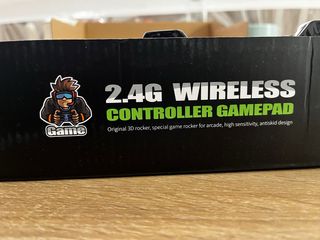 Game
2.4G WIRELESS
CONTROLLER GAMEPAD
Original 3D rocker, special game rocker for arcade, high sensitivity, antiskid design